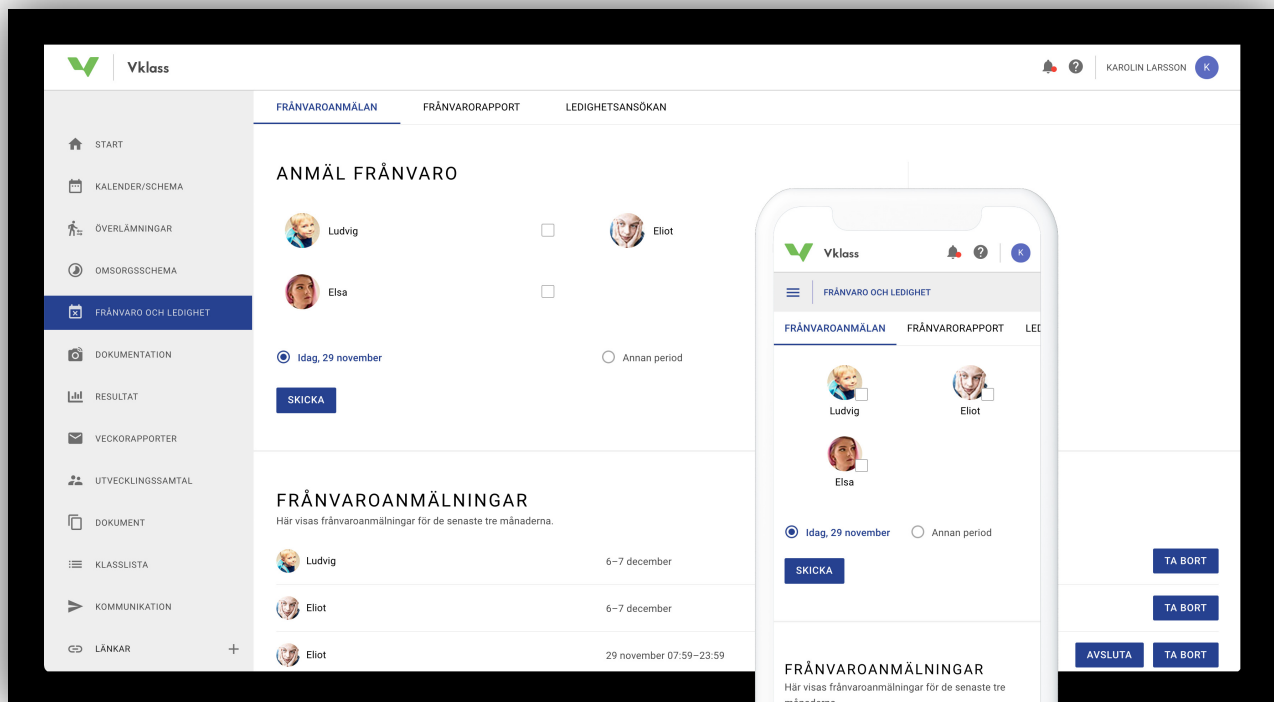 Vklass
KAROLIN LARSSON
K
FRÅNVAROANMÄLAN
FRÅNVARORAPPORT
LEDIGHETSANSÖKAN
START
KALENDER/SCHEMA
ÖVERLÄMNINGAR
OMSORGSSCHEMA
FRÅNVARO OCH LEDIGHET
DOKUMENTATION
RESULTAT
VECKORAPPORTER
UTVECKLINGSSAMTAL
DOKUMENT
KLASSLISTA
KOMMUNIKATION
LÄNKAR
ANMÄL FRÅNVARO
Ludvig
Eliot
Elsa
Idag, 29 november
Annan period
SKICKA
FRÅNVAROANMÄLNINGAR
Här visas frånvaroanmälningar för de senaste tre månaderna.
Ludvig 6–7 december TA BORT
Eliot 6–7 december TA BORT
Eliot 29 november 07:59–23:59 AVSLUTA TA BORT
Vklass
K
FRÅNVARO OCH LEDIGHET
FRÅNVAROANMÄLAN
FRÅNVARORAPPORT
Ludvig
Eliot
Elsa
Idag, 29 november
Annan period
SKICKA
FRÅNVAROANMÄLNINGAR
Här visas frånvaroanmälningar för de senaste tre